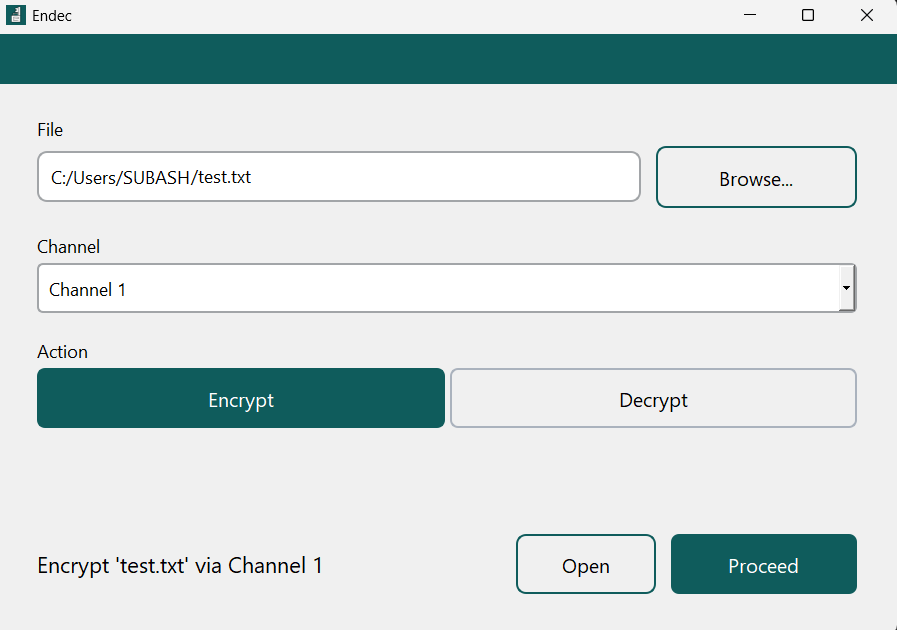 Endec
File
C:/Users/SUBASH/test.txt
Browse...
Channel
Channel 1
Action
Encrypt
Decrypt
Encrypt 'test.txt' via Channel 1
Open
Proceed